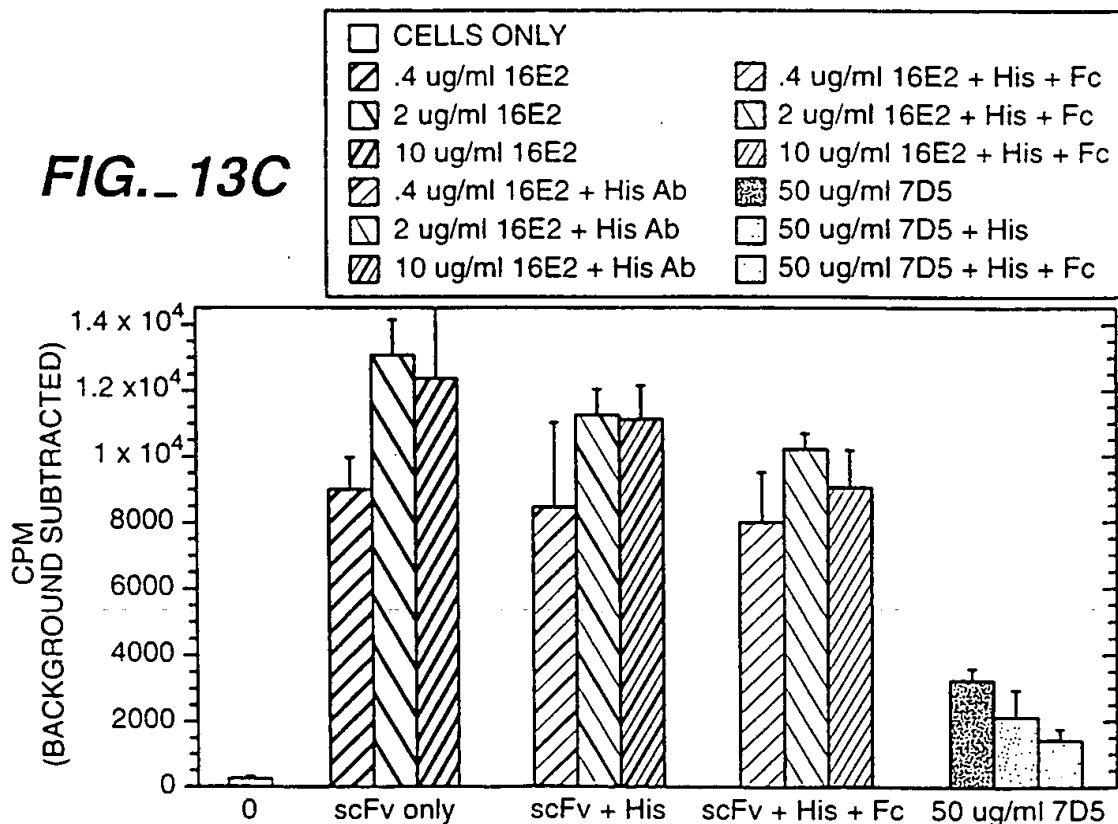 FIG._13C
CELLS ONLY
.4 ug/ml 16E2
2 ug/ml 16E2
10 ug/ml 16E2
.4 ug/ml 16E2 + His Ab
2 ug/ml 16E2 + His Ab
10 ug/ml 16E2 + His Ab
.4 ug/ml 16E2 + His + Fc
2 ug/ml 16E2 + His + Fc
10 ug/ml 16E2 + His + Fc
50 ug/ml 7D5
50 ug/ml 7D5 + His
50 ug/ml 7D5 + His + Fc
CPM
(BACKGROUND SUBTRACTED)
1.4 x 10⁴
1.2 x10⁴
1 x 10⁴
8000
6000
4000
2000
0
0
scFv only
scFv + His
scFv + His + Fc
50 ug/ml 7D5